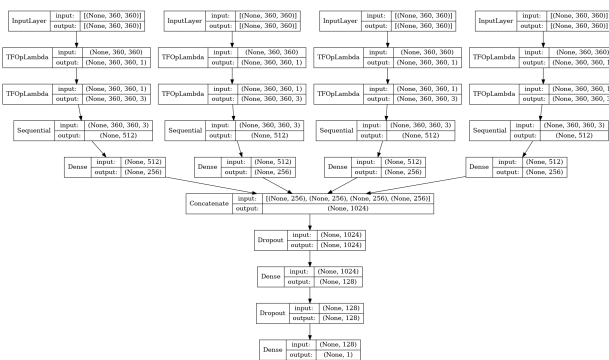 InputLayer input: [(None, 360, 360)] output: [(None, 360, 360)]
InputLayer input: [(None, 360, 360)] output: [(None, 360, 360)]
InputLayer input: [(None, 360, 360)] output: [(None, 360, 360)]
InputLayer input: [(None, 360, 360)] output: [(None, 360, 360)]
TFOpLambda input: (None, 360, 360) output: (None, 360, 360, 1)
TFOpLambda input: (None, 360, 360) output: (None, 360, 360, 1)
TFOpLambda input: (None, 360, 360) output: (None, 360, 360, 1)
TFOpLambda input: (None, 360, 360) output: (None, 360, 360,
TFOpLambda input: (None, 360, 360, 1) output: (None, 360, 360, 3)
TFOpLambda input: (None, 360, 360, 1) output: (None, 360, 360, 3)
TFOpLambda input: (None, 360, 360, 1) output: (None, 360, 360, 3)
TFOpLambda input: (None, 360, 360, output: (None, 360, 360,
Sequential input: (None, 360, 360, 3) output: (None, 512)
Sequential input: (None, 360, 360, 3) output: (None, 512)
Sequential input: (None, 360, 360, 3) output: (None, 512)
Sequential input: (None, 360, 360, 3) output: (None, 512)
Dense input: (None, 512) output: (None, 256)
Dense input: (None, 512) output: (None, 256)
Dense input: (None, 512) output: (None, 256)
Dense input: (None, 512) output: (None, 256)
Concatenate input: [(None, 256), (None, 256), (None, 256), (None, 256)] output: (None, 1024)
Dropout input: (None, 1024) output: (None, 1024)
Dense input: (None, 1024) output: (None, 128)
Dropout input: (None, 128) output: (None, 128)
Dense input: (None, 128) output: (None, 1)